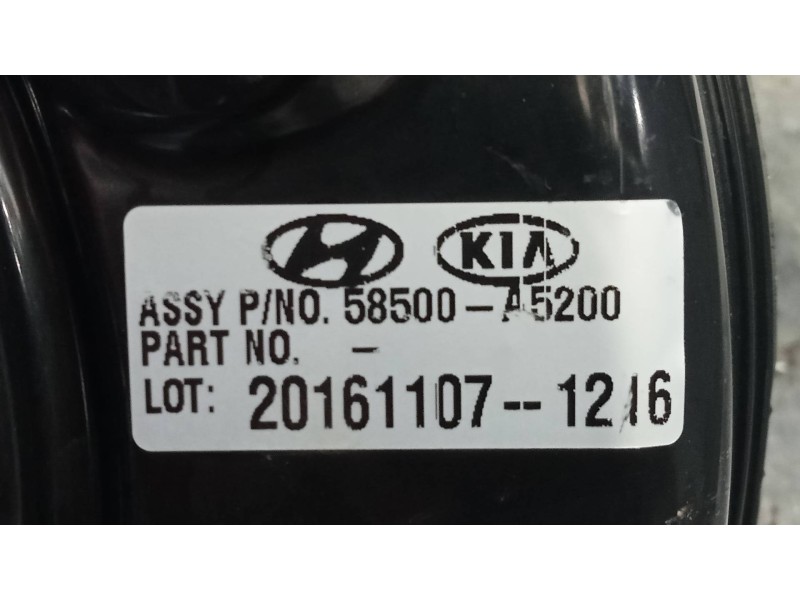 KIA
ASSY P/NO. 58500-A5200
PART NO. -
LOT: 20161107--1216